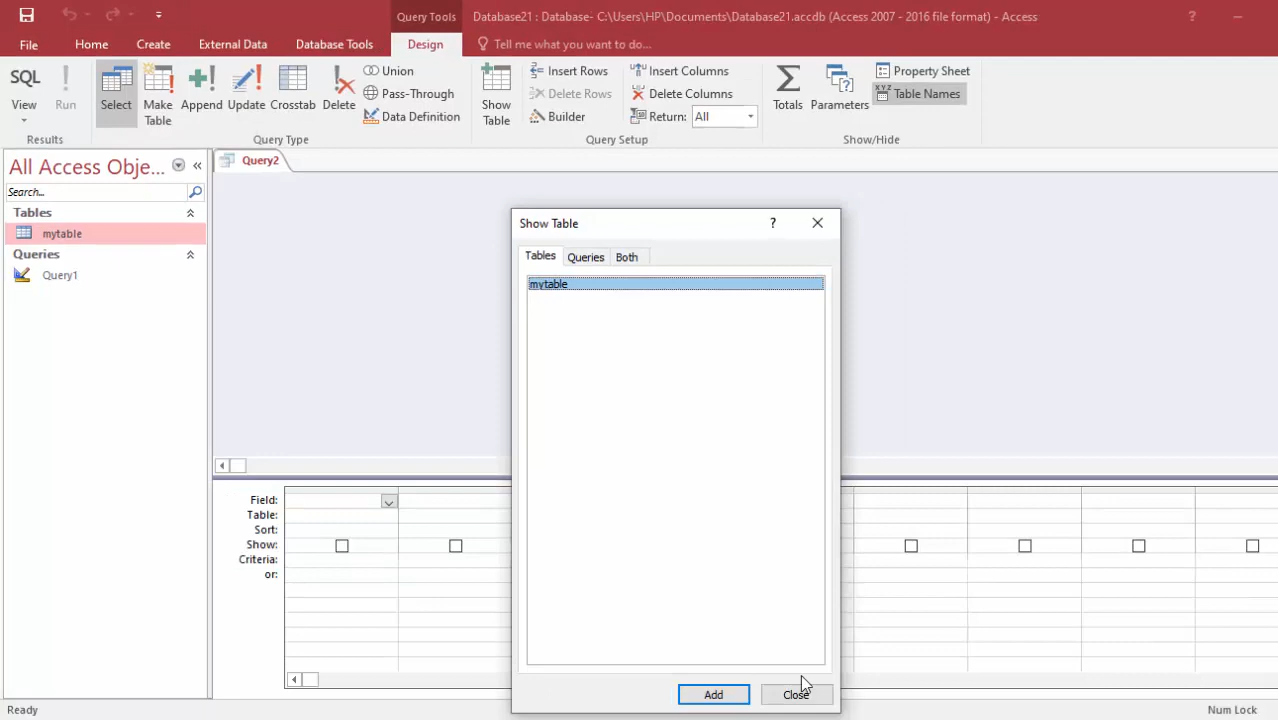 Query Tools
Database21 : Database- C:\Users\HP\Documents\Database21.accdb (Access 2007 - 2016 file format) - Access
?
File Home Create External Data Database Tools Design Tell me what you want to do...
SQL
View
Run
Results
Select
Make
Table
Append
Update
Crosstab
Delete
Union
Pass-Through
Data Definition
Query Type
Show
Table
Insert Rows
Delete Rows
Builder
Insert Columns
Delete Columns
Return: All
Query Setup
Totals
Parameters
Property Sheet
XYZ Table Names
Show/Hide
All Access Obje...
Search...
Tables
mytable
Queries
Query1
Query2
Show Table
?
Tables Queries Both
mytable
Add Close
Field:
Table:
Sort:
Show:
Criteria:
or:
Ready
Num Lock